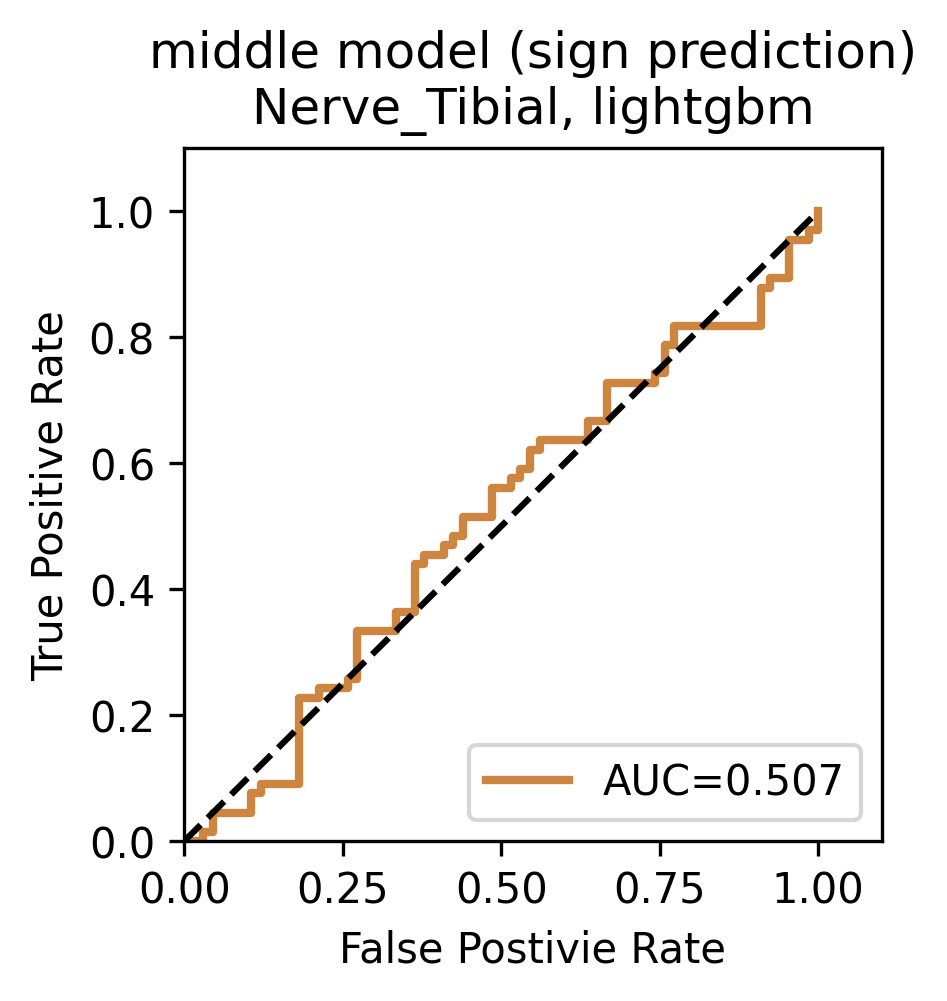 middle model (sign prediction)
Nerve_Tibial, lightgbm
True Positive Rate
1.0
0.8
0.6
0.4
0.2
0.0
AUC=0.507
0.00 0.25 0.50 0.75 1.00
False Postivie Rate